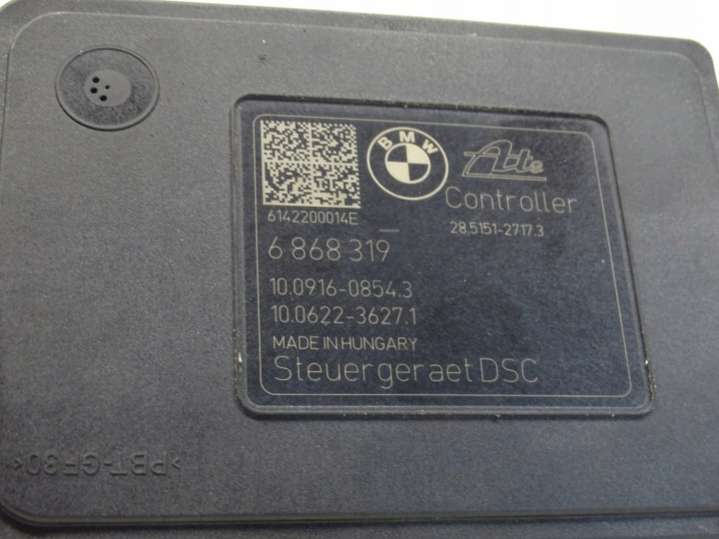 BMW
Ate
Controller
6142200014E
28.5151-2717.3
6 868 319
10.0916-0854.3
10.0622-3627.1
MADE IN HUNGARY
Steuergeraet DSC
>PBT-GF30<